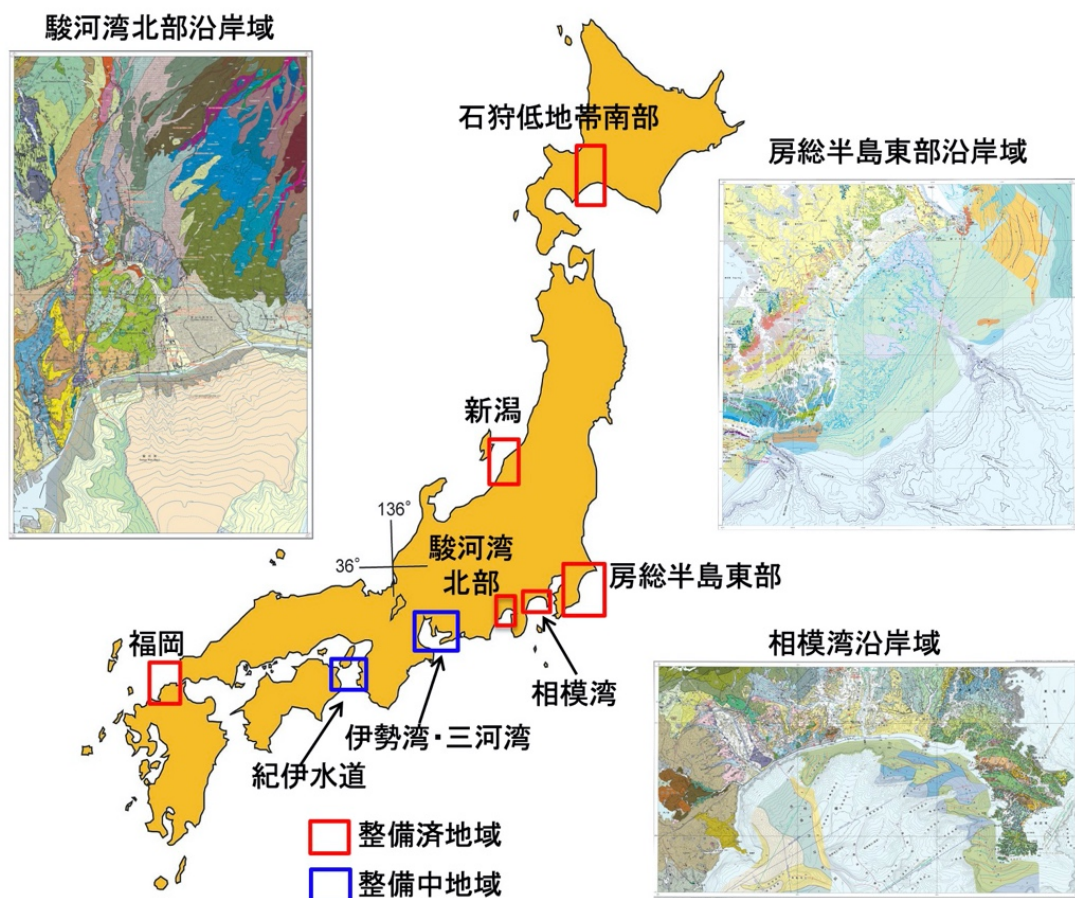 駿河湾北部沿岸域
石狩低地帯南部
房総半島東部沿岸域
新潟
136°
36°
駿河湾
北部
房総半島東部
福岡
相模湾
伊勢湾・三河湾
紀伊水道
相模湾沿岸域
整備済地域
整備中地域